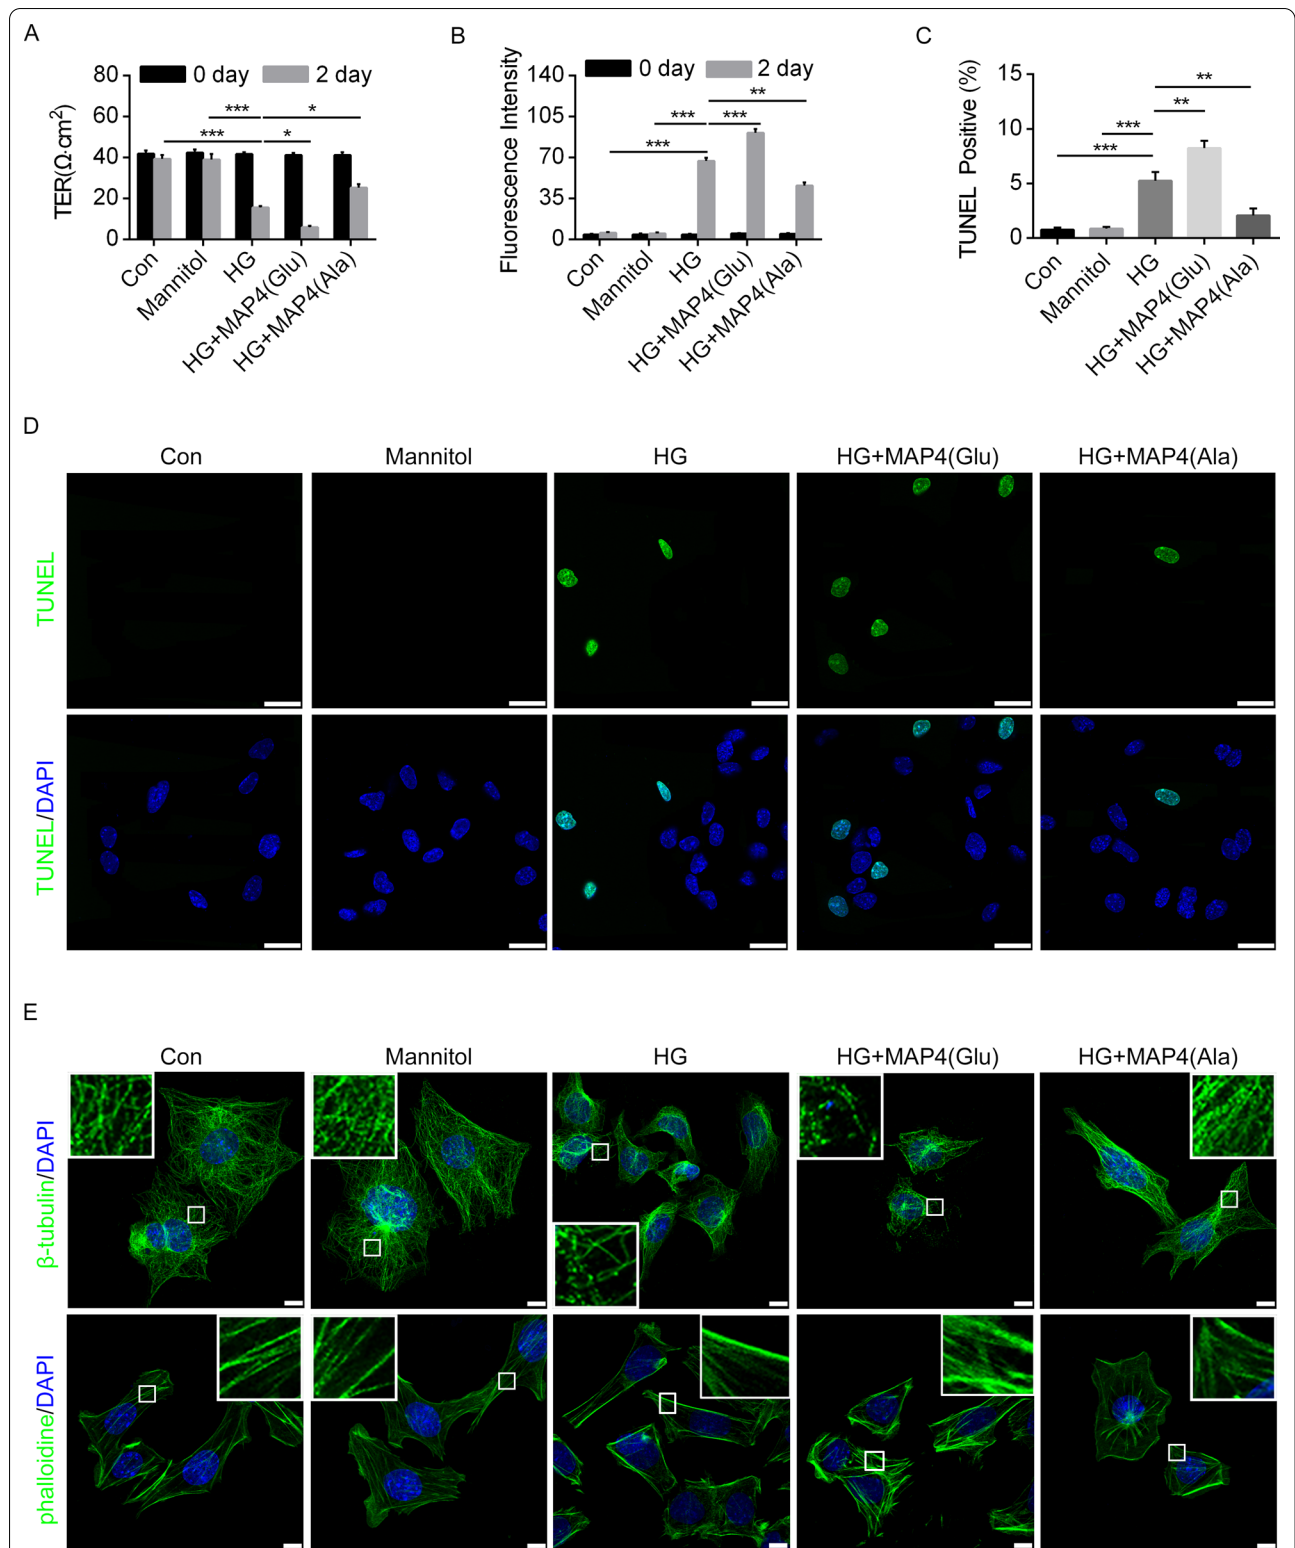 A
0 day
2 day
TER(Ω·cm²)
80
60
40
20
0
***
*
***
*
Con
Mannitol
HG
HG+MAP4(Glu)
HG+MAP4(Ala)
B
0 day
2 day
Fluorescence Intensity
140
105
70
35
0
**
***
***
***
Con
Mannitol
HG
HG+MAP4(Glu)
HG+MAP4(Ala)
C
TUNEL Positive (%)
15
10
5
0
**
**
***
***
Con
Mannitol
HG
HG+MAP4(Glu)
HG+MAP4(Ala)
D
Con
Mannitol
HG
HG+MAP4(Glu)
HG+MAP4(Ala)
TUNEL
TUNEL/DAPI
E
Con
Mannitol
HG
HG+MAP4(Glu)
HG+MAP4(Ala)
β-tubulin/DAPI
phalloidine/DAPI